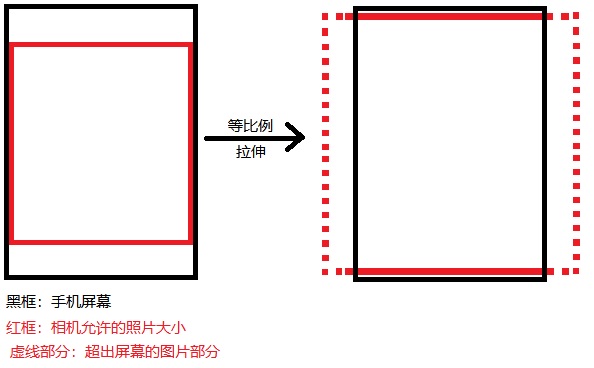 等比例
拉伸
黑框：手机屏幕
红框：相机允许的照片大小
虚线部分：超出屏幕的图片部分